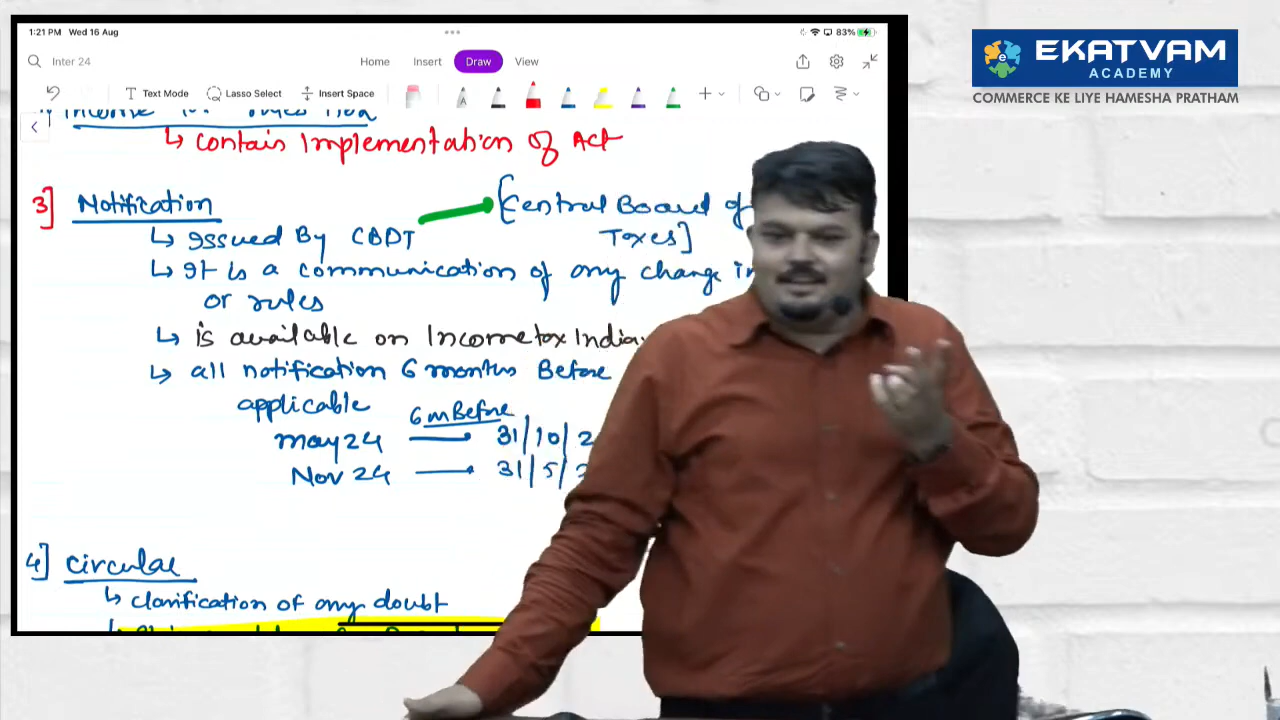 1:21 PM Wed 16 Aug
83%
Inter 24
Home Insert Draw View
Text Mode Lasso Select Insert Space
EKATVAM
ACADEMY
COMMERCE KE LIYE HAMESHA PRATHAM
Income
↳ contain Implementation of Act
3] Notification
[Central Board of
Taxes]
↳ Issued By CBDT
↳ It is a communication of any change in
or rules
↳ is available on Incometax India
↳ all notification 6 months Before
applicable
6 m Before
May 24 → 31/10/2
Nov 24 → 31/5/2
4] Circular
↳ clarification of any doubt